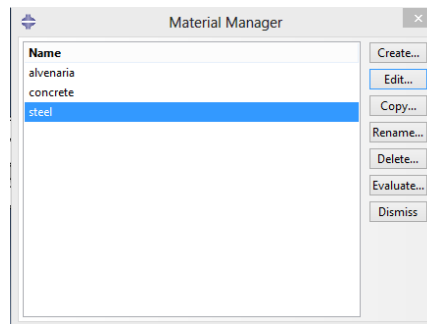 Material Manager
Name
alvenaria
concrete
steel
Create...
Edit...
Copy...
Rename...
Delete...
Evaluate...
Dismiss